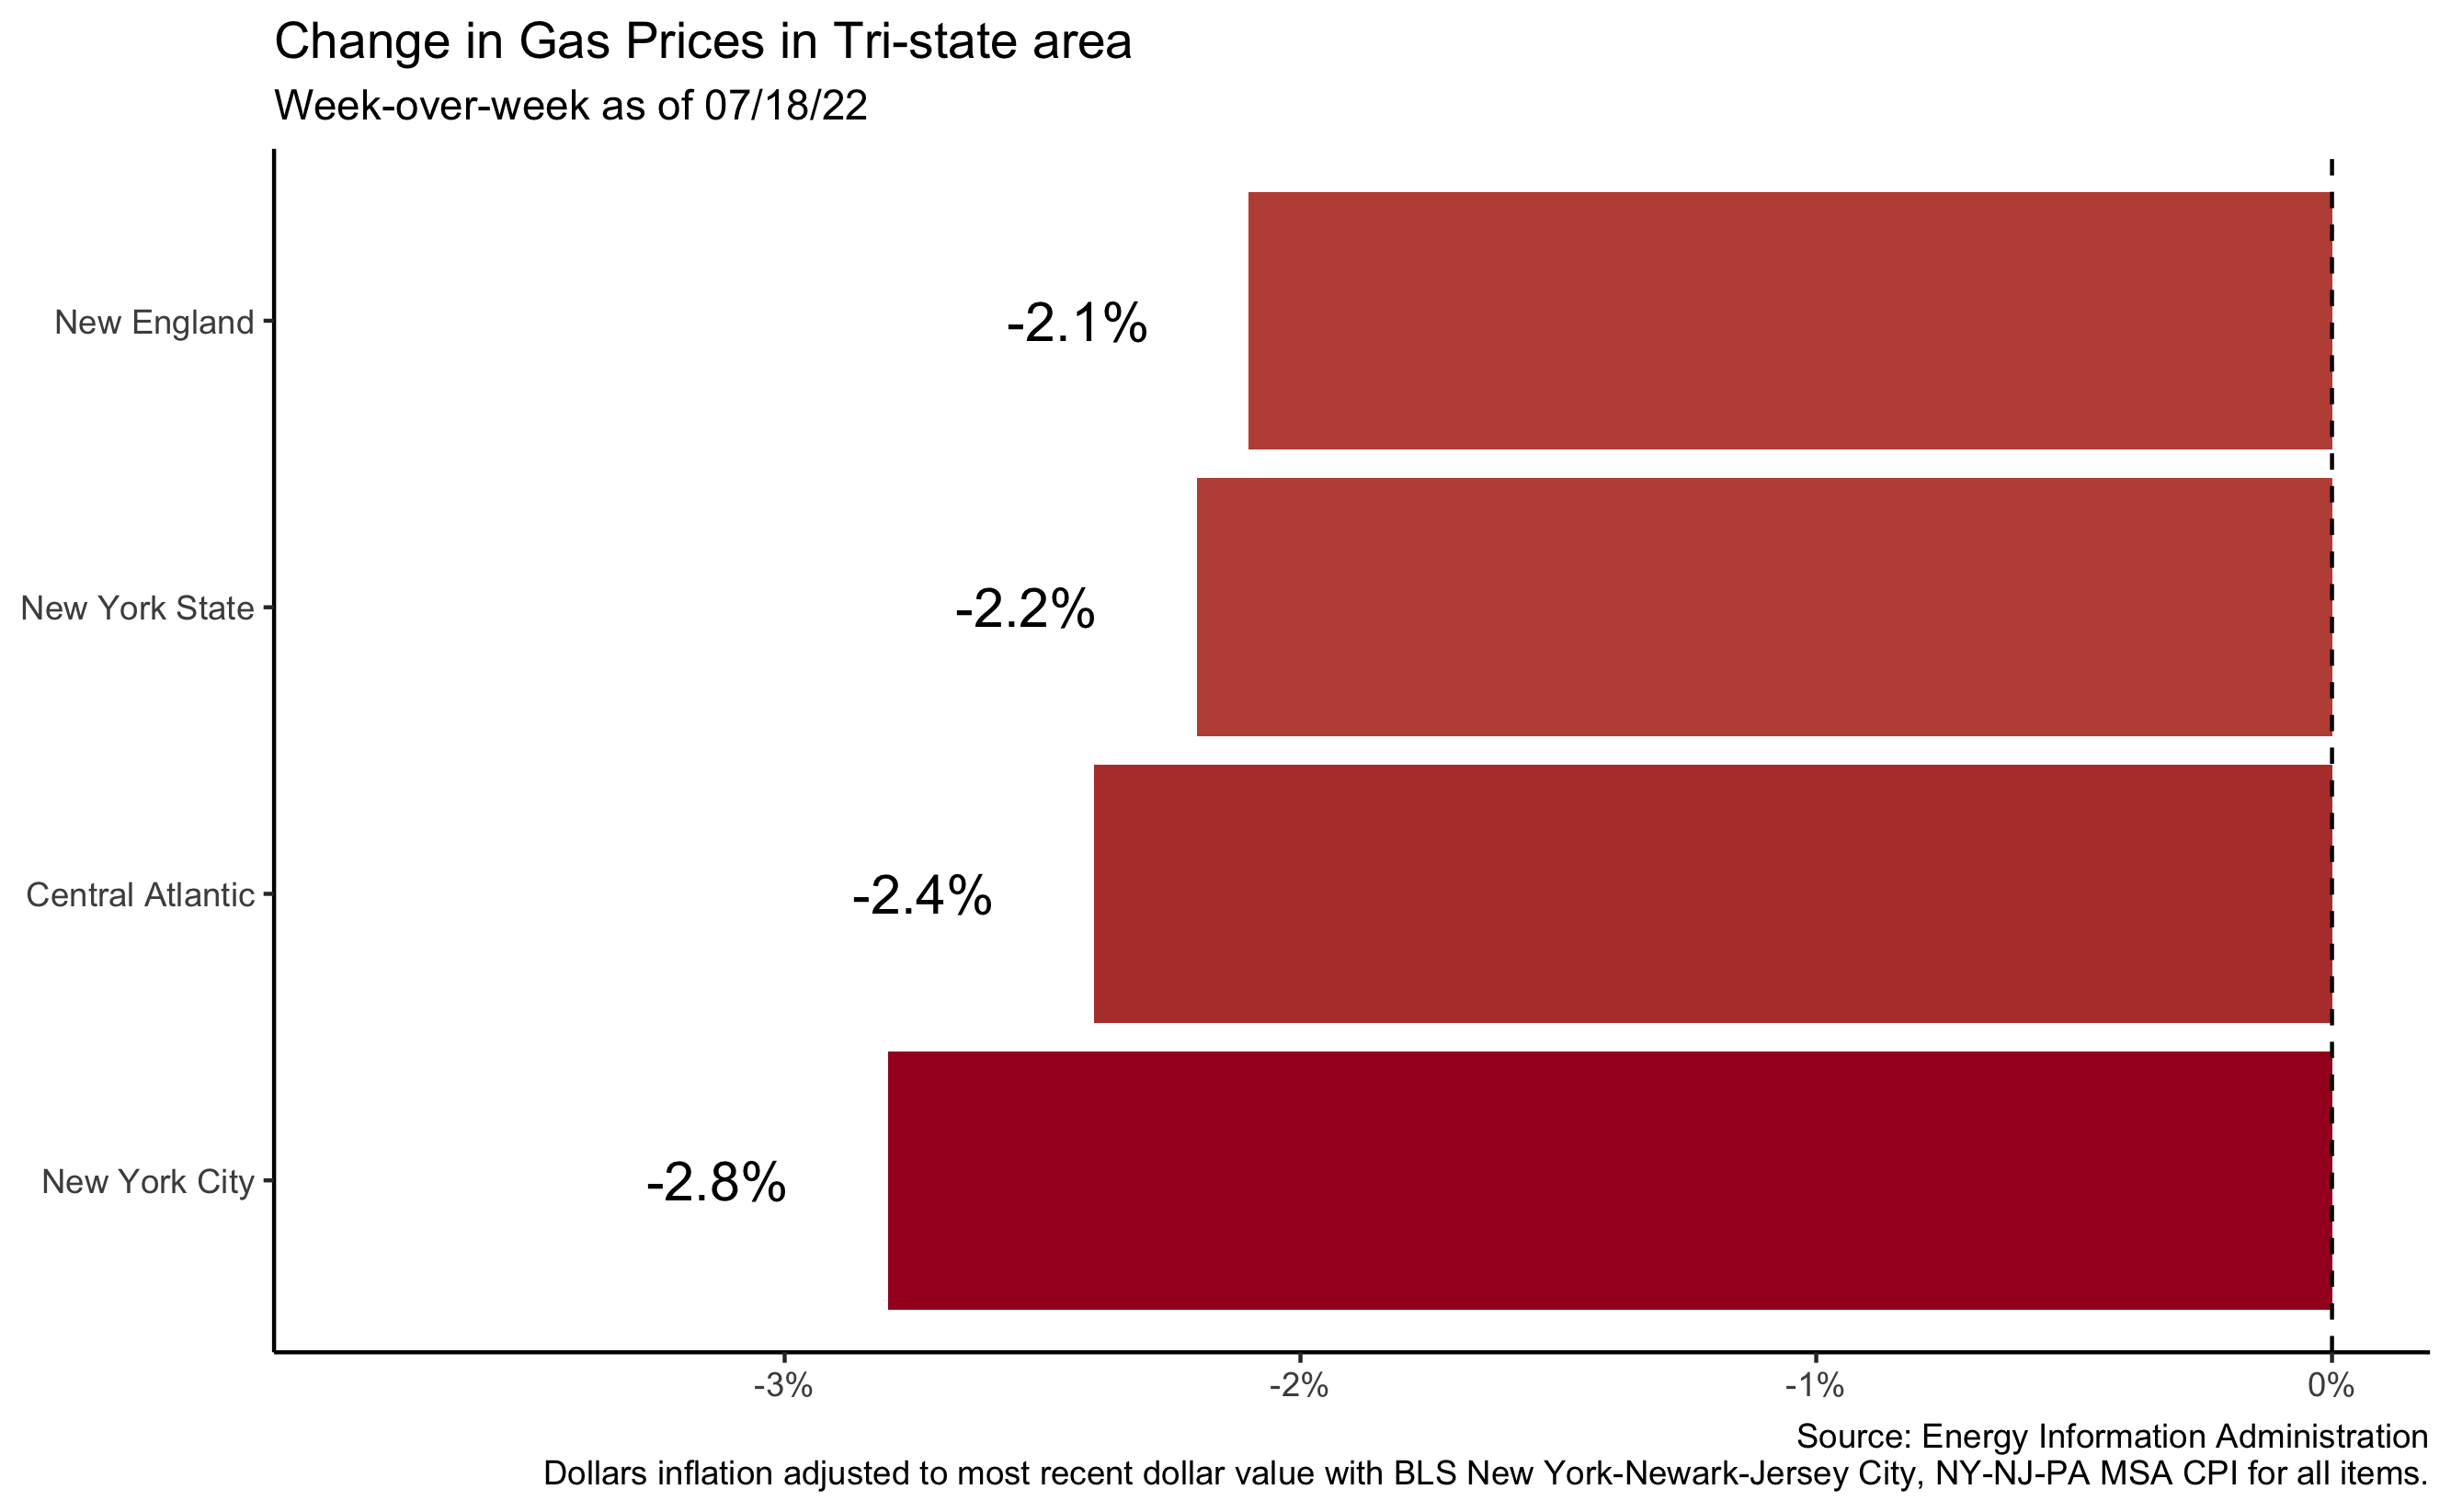 Change in Gas Prices in Tri-state area
Week-over-week as of 07/18/22
New England
-2.1%
New York State
-2.2%
Central Atlantic
-2.4%
New York City
-2.8%
-3%
-2%
-1%
0%
Source: Energy Information Administration
Dollars inflation adjusted to most recent dollar value with BLS New York-Newark-Jersey City, NY-NJ-PA MSA CPI for all items.